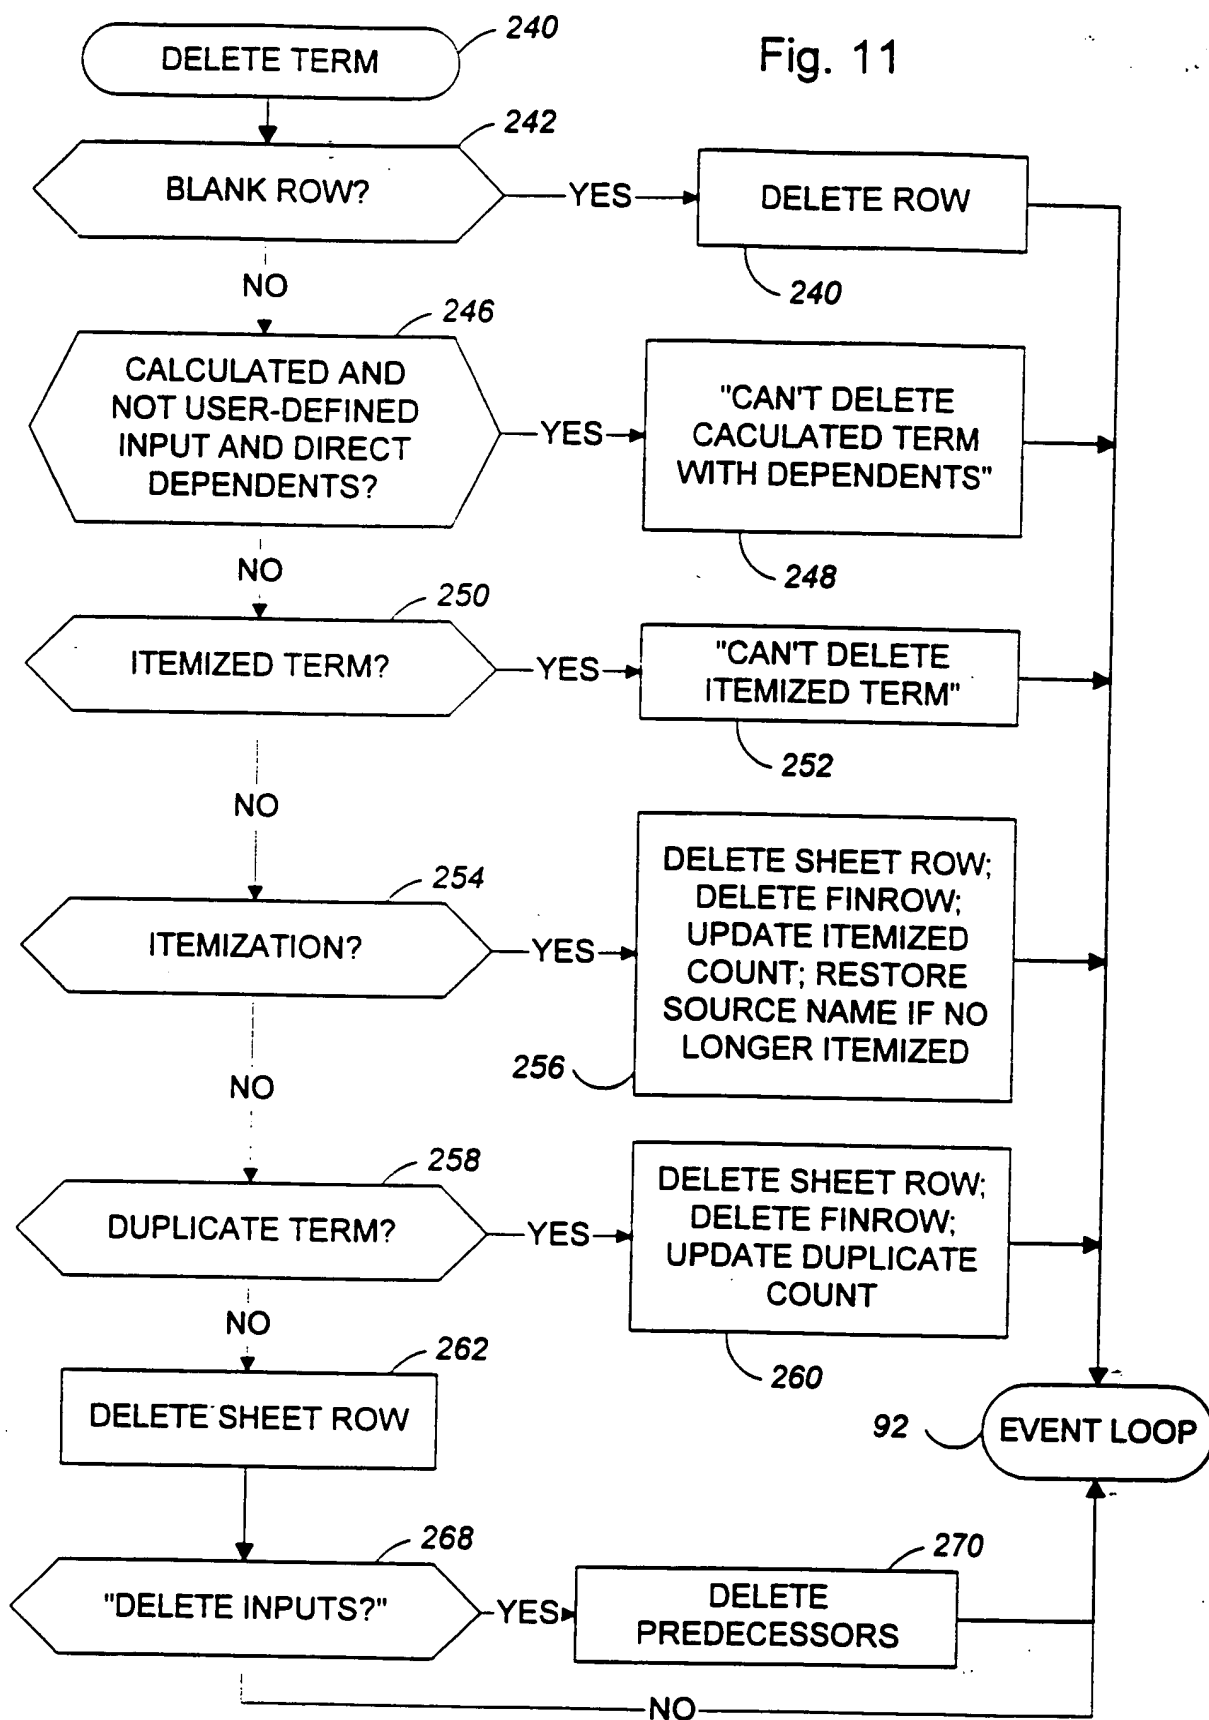 240
DELETE TERM
Fig. 11
242
BLANK ROW?
YES
DELETE ROW
240
NO
246
CALCULATED AND
NOT USER-DEFINED
INPUT AND DIRECT
DEPENDENTS?
YES
"CAN'T DELETE
CACULATED TERM
WITH DEPENDENTS"
248
NO
250
ITEMIZED TERM?
YES
"CAN'T DELETE
ITEMIZED TERM"
252
NO
254
ITEMIZATION?
YES
DELETE SHEET ROW;
DELETE FINROW;
UPDATE ITEMIZED
COUNT; RESTORE
SOURCE NAME IF NO
LONGER ITEMIZED
256
NO
258
DUPLICATE TERM?
YES
DELETE SHEET ROW;
DELETE FINROW;
UPDATE DUPLICATE
COUNT
260
NO
262
DELETE SHEET ROW
92
EVENT LOOP
268
"DELETE INPUTS?"
YES
270
DELETE
PREDECESSORS
NO